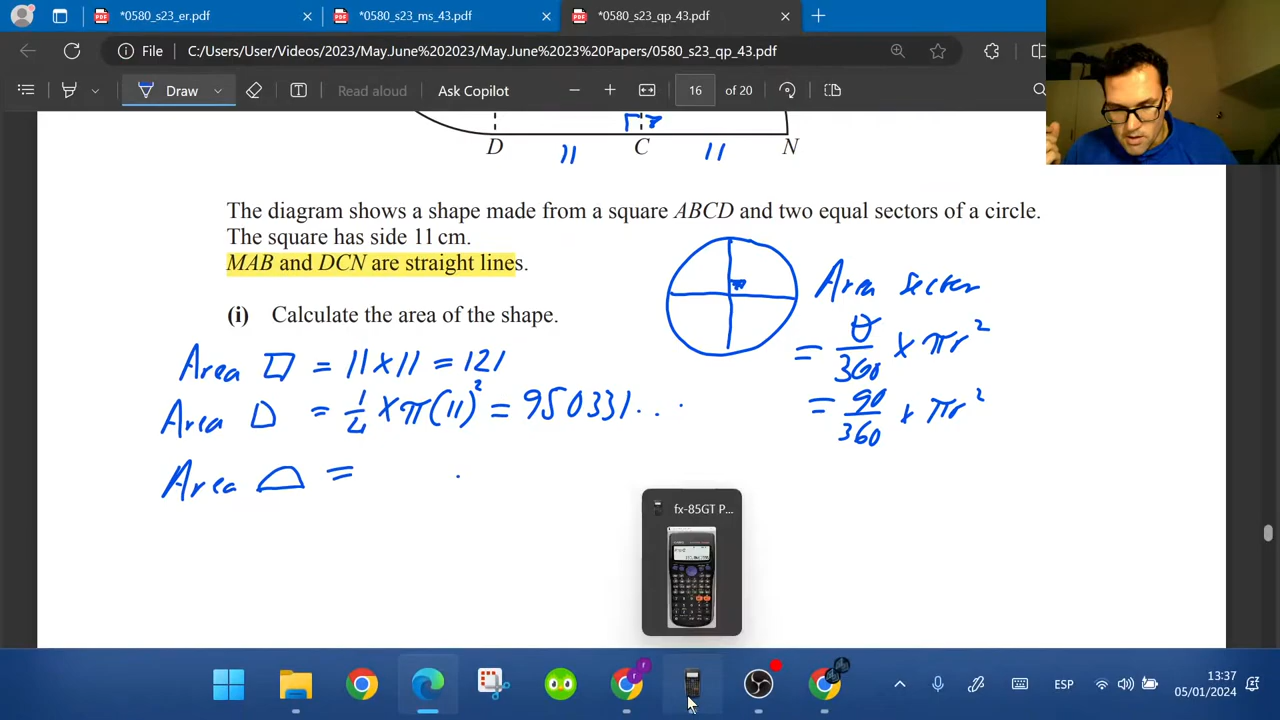 *0580_s23_er.pdf
*0580_s23_ms_43.pdf
*0580_s23_qp_43.pdf
File
C:/Users/User/Videos/2023/May.June%202023/May.June%2023%20Papers/0580_s23_qp_43.pdf
Draw
Read aloud
Ask Copilot
16 of 20
D C N
11 11
The diagram shows a shape made from a square ABCD and two equal sectors of a circle.
The square has side 11 cm.
MAB and DCN are straight lines.
Area sector
(i) Calculate the area of the shape.
= θ/360 × πr²
Area = 11×11 = 121
Area = 1/4 × π(11)² = 950331...
= 90/360 × πr²
Area =
fx-85GT P...
13:37
ESP
05/01/2024